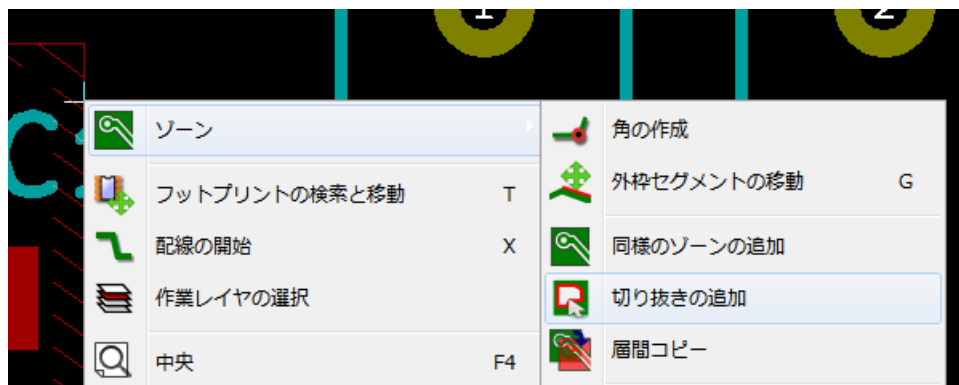 1
2
C
ゾーン
フットプリントの検索と移動 T
配線の開始 X
作業レイヤの選択
中央 F4
角の作成
外枠セグメントの移動 G
同様のゾーンの追加
切り抜きの追加
層間コピー